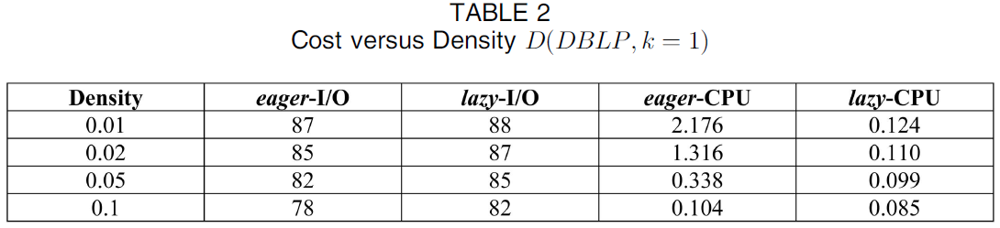 TABLE 2
Cost versus Density D(DBLP, k = 1)
Density eager-I/O lazy-I/O eager-CPU lazy-CPU
0.01 87 88 2.176 0.124
0.02 85 87 1.316 0.110
0.05 82 85 0.338 0.099
0.1 78 82 0.104 0.085